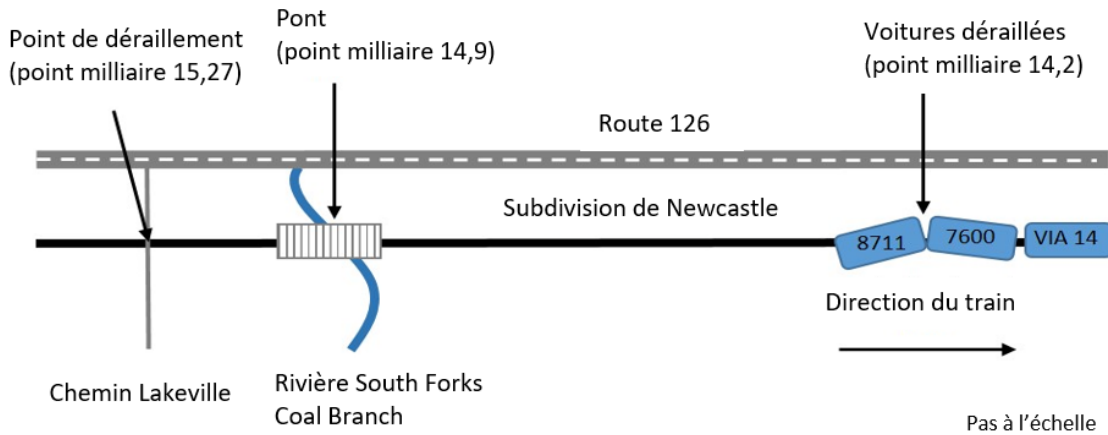 Point de déraillement
(point milliaire 15,27)
Pont
(point milliaire 14,9)
Voitures déraillées
(point milliaire 14,2)
Route 126
Subdivision de Newcastle
8711
7600
VIA 14
Direction du train
Chemin Lakeville
Rivière South Forks
Coal Branch
Pas à l'échelle